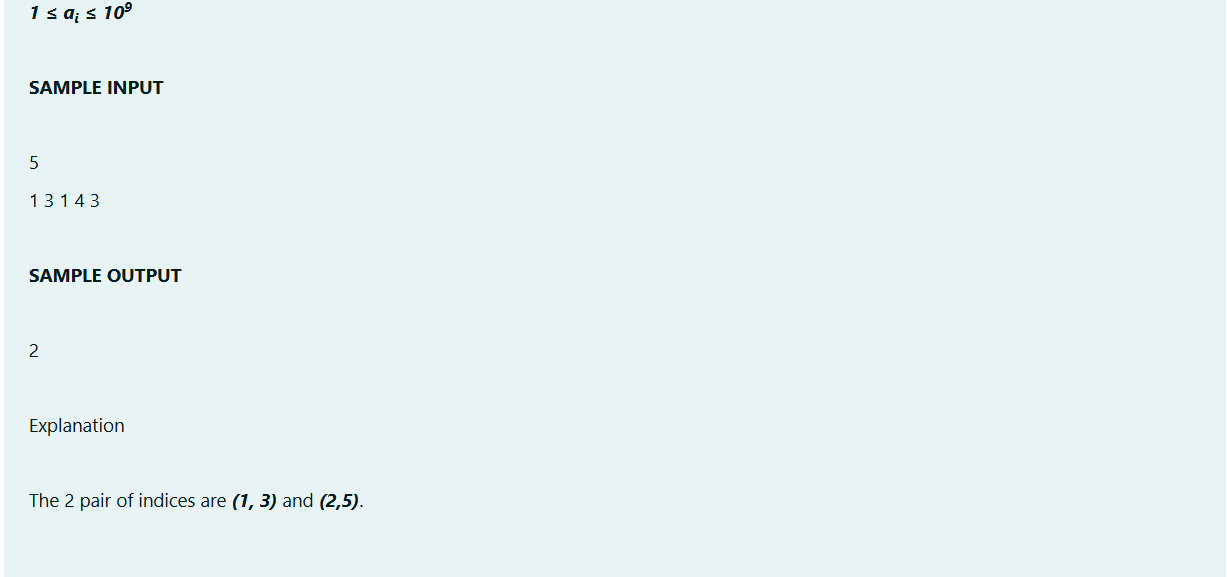 1 ≤ aᵢ ≤ 10⁹
SAMPLE INPUT
5
1 3 1 4 3
SAMPLE OUTPUT
2
Explanation
The 2 pair of indices are (1, 3) and (2,5).